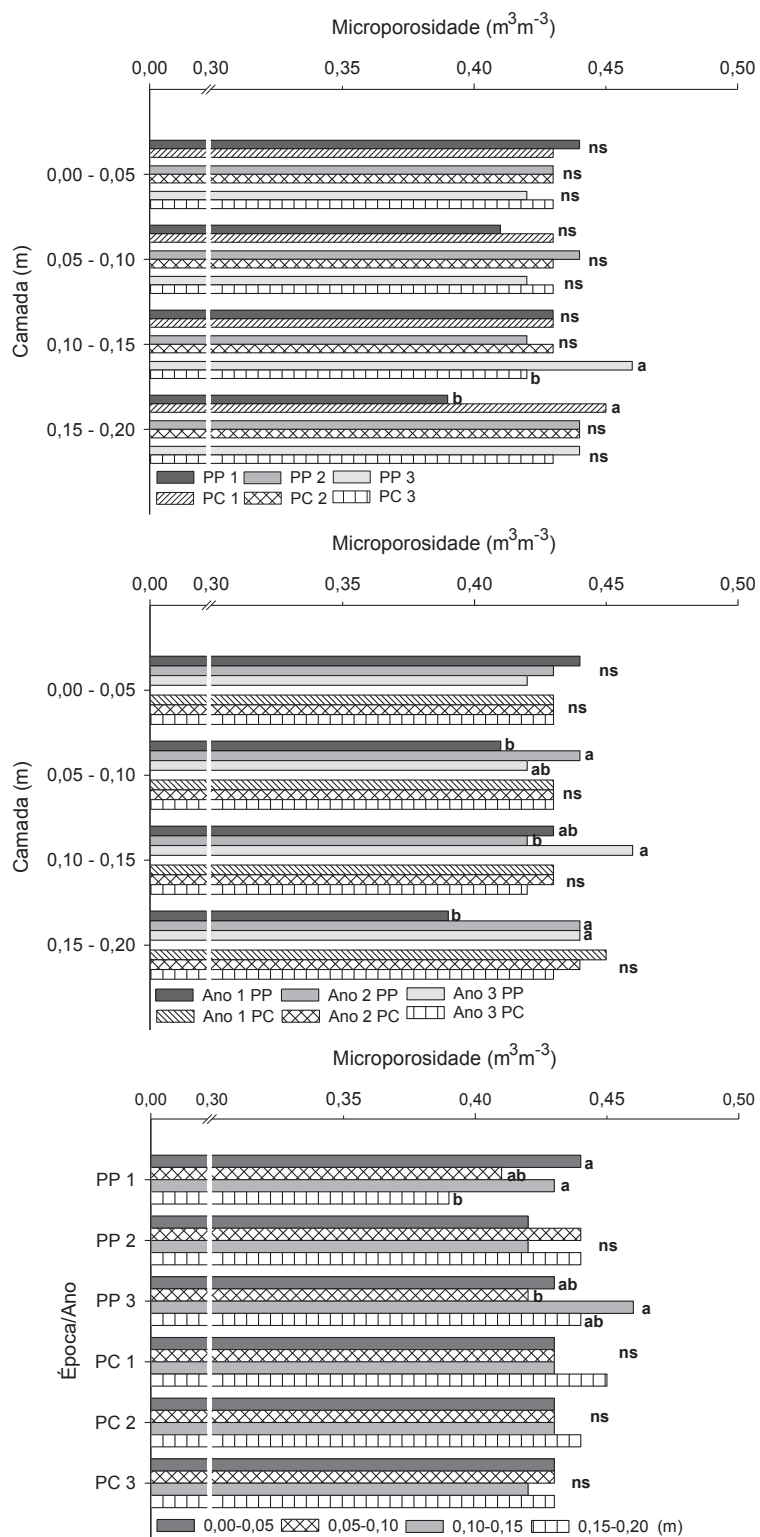 Microporosidade (m³m⁻³)
0,00 0,30 0,35 0,40 0,45 0,50
Camada (m)
ns
0,00 - 0,05 ns
ns
ns
0,05 - 0,10 ns
ns
ns
0,10 - 0,15 ns
a
b
b
a
0,15 - 0,20 ns
ns
PP 1 PP 2 PP 3
PC 1 PC 2 PC 3
Microporosidade (m³m⁻³)
0,00 0,30 0,35 0,40 0,45 0,50
Camada (m)
0,00 - 0,05 ns
ns
b
a
0,05 - 0,10 ab
ns
ab
b
0,10 - 0,15 a
ns
b
a
0,15 - 0,20 a
ns
Ano 1 PP Ano 2 PP Ano 3 PP
Ano 1 PC Ano 2 PC Ano 3 PC
Microporosidade (m³m⁻³)
0,00 0,30 0,35 0,40 0,45 0,50
Época/Ano
a
PP 1 ab
a
b
PP 2 ns
ab
PP 3 b
a
ab
PC 1 ns
PC 2 ns
PC 3 ns
0,00-0,05 0,05-0,10 0,10-0,15 0,15-0,20 (m)